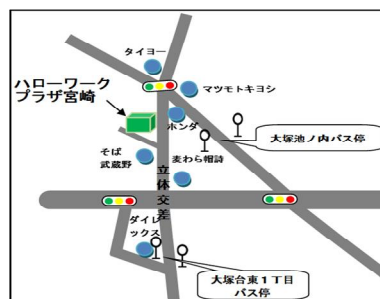 タイヨー
ハローワーク
プラザ宮崎
マツモトキヨシ
ホンダ
大塚池ノ内バス停
そば
武蔵野
麦わら帽詩
立体交差
ダイレ
ックス
大塚台東1丁目
バス停